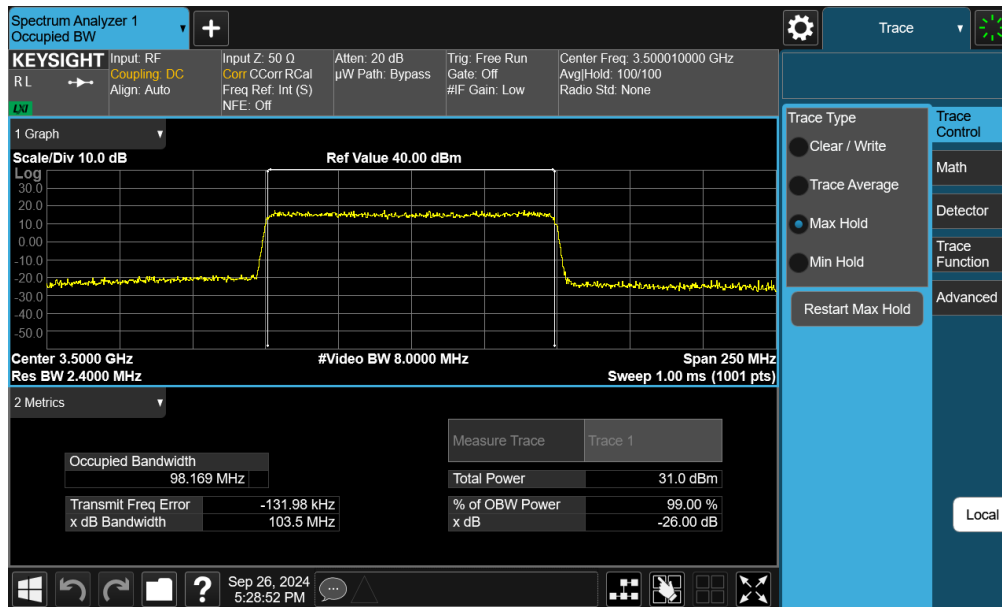 Spectrum Analyzer 1
Occupied BW
+
Trace
KEYSIGHT
R L
LXI
Input: RF
Coupling: DC
Align: Auto
Input Z: 50 Ω
Corr CCorr RCal
Freq Ref: Int (S)
NFE: Off
Atten: 20 dB
µW Path: Bypass
Trig: Free Run
Gate: Off
#IF Gain: Low
Center Freq: 3.500010000 GHz
Avg|Hold: 100/100
Radio Std: None
1 Graph
Scale/Div 10.0 dB
Ref Value 40.00 dBm
Log
30.0
20.0
10.0
0.00
-10.0
-20.0
-30.0
-40.0
-50.0
Center 3.5000 GHz
#Video BW 8.0000 MHz
Span 250 MHz
Res BW 2.4000 MHz
Sweep 1.00 ms (1001 pts)
2 Metrics
Measure Trace
Trace 1
Occupied Bandwidth
98.169 MHz
Total Power
31.0 dBm
Transmit Freq Error
-131.98 kHz
% of OBW Power
99.00 %
x dB Bandwidth
103.5 MHz
x dB
-26.00 dB
Trace Type
Clear / Write
Trace Average
Max Hold
Min Hold
Restart Max Hold
Trace
Control
Math
Detector
Trace
Function
Advanced
Local
?
Sep 26, 2024
5:28:52 PM